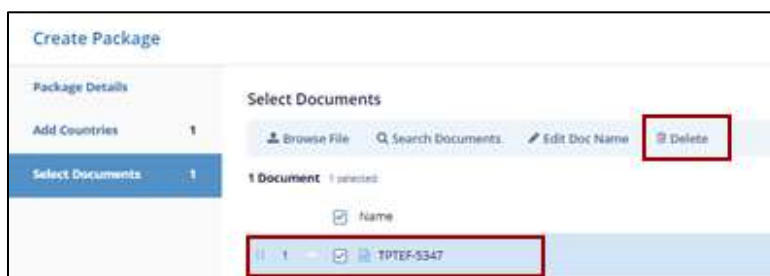 Create Package
Package Details
Add Countries 1
Select Documents 1
Select Documents
Browse File Search Documents Edit Doc Name Delete
1 Document 1 selected
Name
1 TPTEF-5347